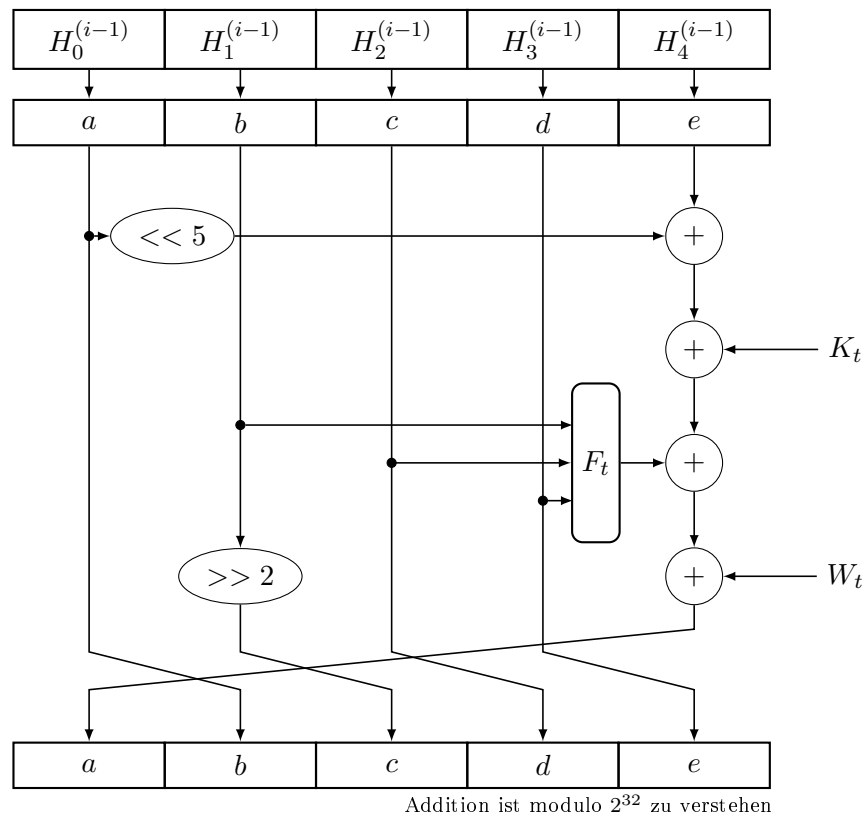 H_0^{(i-1)} H_1^{(i-1)} H_2^{(i-1)} H_3^{(i-1)} H_4^{(i-1)}
a b c d e
<< 5 +
+ K_t
F_t +
>> 2 + W_t
a b c d e
Addition ist modulo 2^{32} zu verstehen